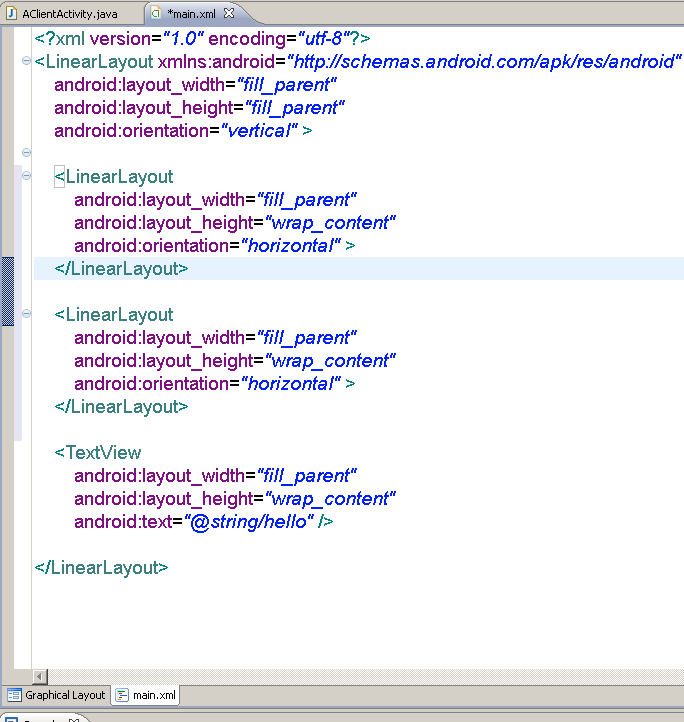 AClientActivity.java
*main.xml
<?xml version="1.0" encoding="utf-8"?>
<LinearLayout xmlns:android="http://schemas.android.com/apk/res/android"
android:layout_width="fill_parent"
android:layout_height="fill_parent"
android:orientation="vertical" >
<LinearLayout
android:layout_width="fill_parent"
android:layout_height="wrap_content"
android:orientation="horizontal" >
</LinearLayout>
<LinearLayout
android:layout_width="fill_parent"
android:layout_height="wrap_content"
android:orientation="horizontal" >
</LinearLayout>
<TextView
android:layout_width="fill_parent"
android:layout_height="wrap_content"
android:text="@string/hello" />
</LinearLayout>
Graphical Layout
main.xml